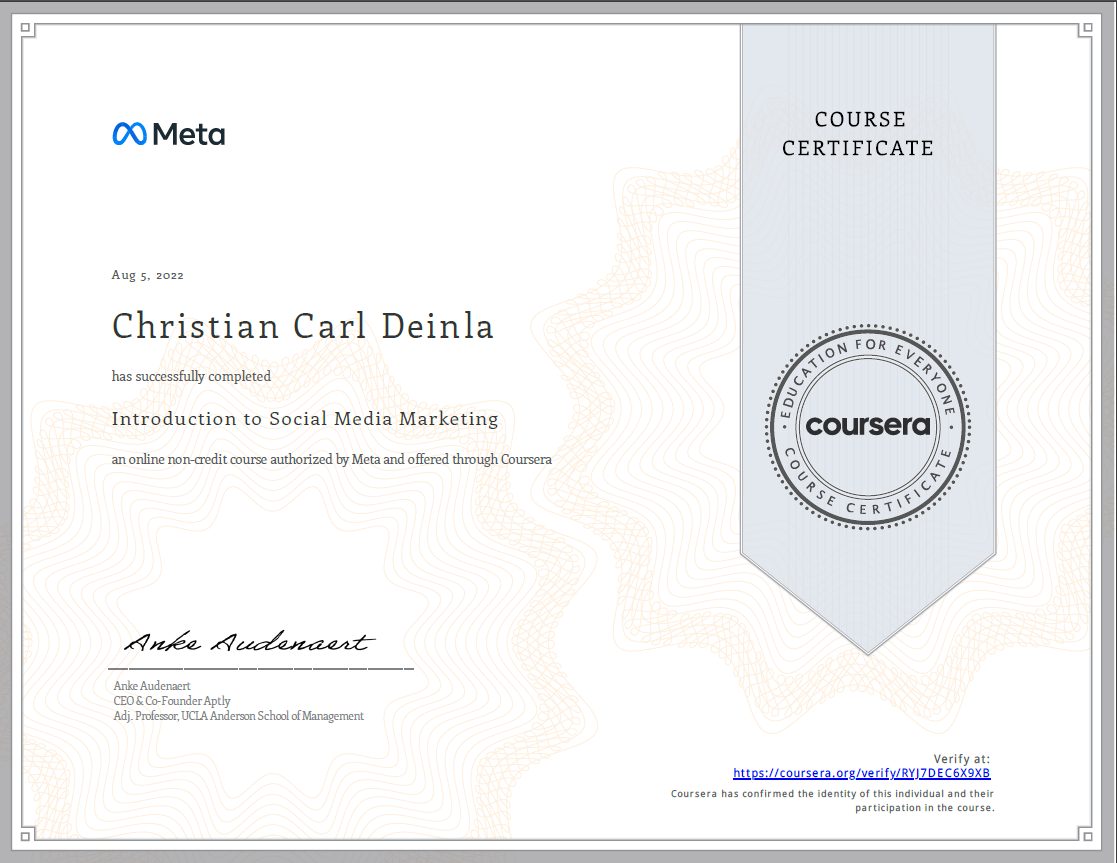 Meta
COURSE
CERTIFICATE
Aug 5, 2022
Christian Carl Deinla
has successfully completed
Introduction to Social Media Marketing
an online non-credit course authorized by Meta and offered through Coursera
EDUCATION FOR EVERYONE
coursera
COURSE CERTIFICATE
Anke Audenaert
Anke Audenaert
CEO & Co-Founder Aptly
Adj. Professor, UCLA Anderson School of Management
Verify at:
https://coursera.org/verify/RYJ7DEC6X9XB
Coursera has confirmed the identity of this individual and their
participation in the course.